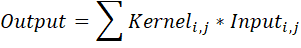 Output = ∑ Kernel_{i,j} * Input_{i,j}